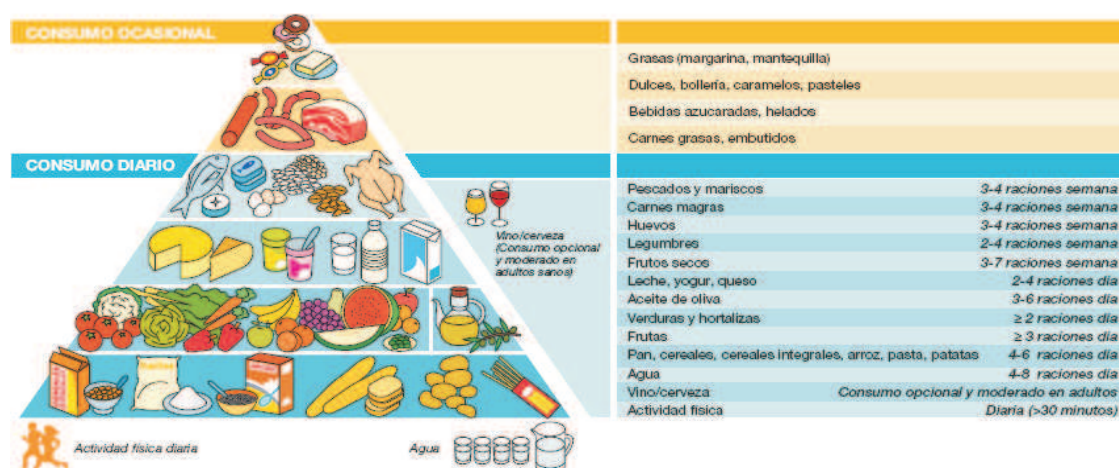 CONSUMO OCASIONAL
Grasas (margarina, mantequilla)
Dulces, bollería, caramelos, pasteles
Bebidas azucaradas, helados
Carnes grasas, embutidos
CONSUMO DIARIO
Vino/cerveza
(Consumo opcional
y moderado en
adultos sanos)
Pescados y mariscos 3-4 raciones semana
Carnes magras 3-4 raciones semana
Huevos 3-4 raciones semana
Legumbres 2-4 raciones semana
Frutos secos 3-7 raciones semana
Leche, yogur, queso 2-4 raciones día
Aceite de oliva 3-6 raciones día
Verduras y hortalizas ≥ 2 raciones día
Frutas ≥ 3 raciones día
Pan, cereales, cereales integrales, arroz, pasta, patatas 4-6 raciones día
Agua 4-8 raciones día
Vino/cerveza Consumo opcional y moderado en adultos
Actividad física Diaria (>30 minutos)
Actividad física diaria
Agua